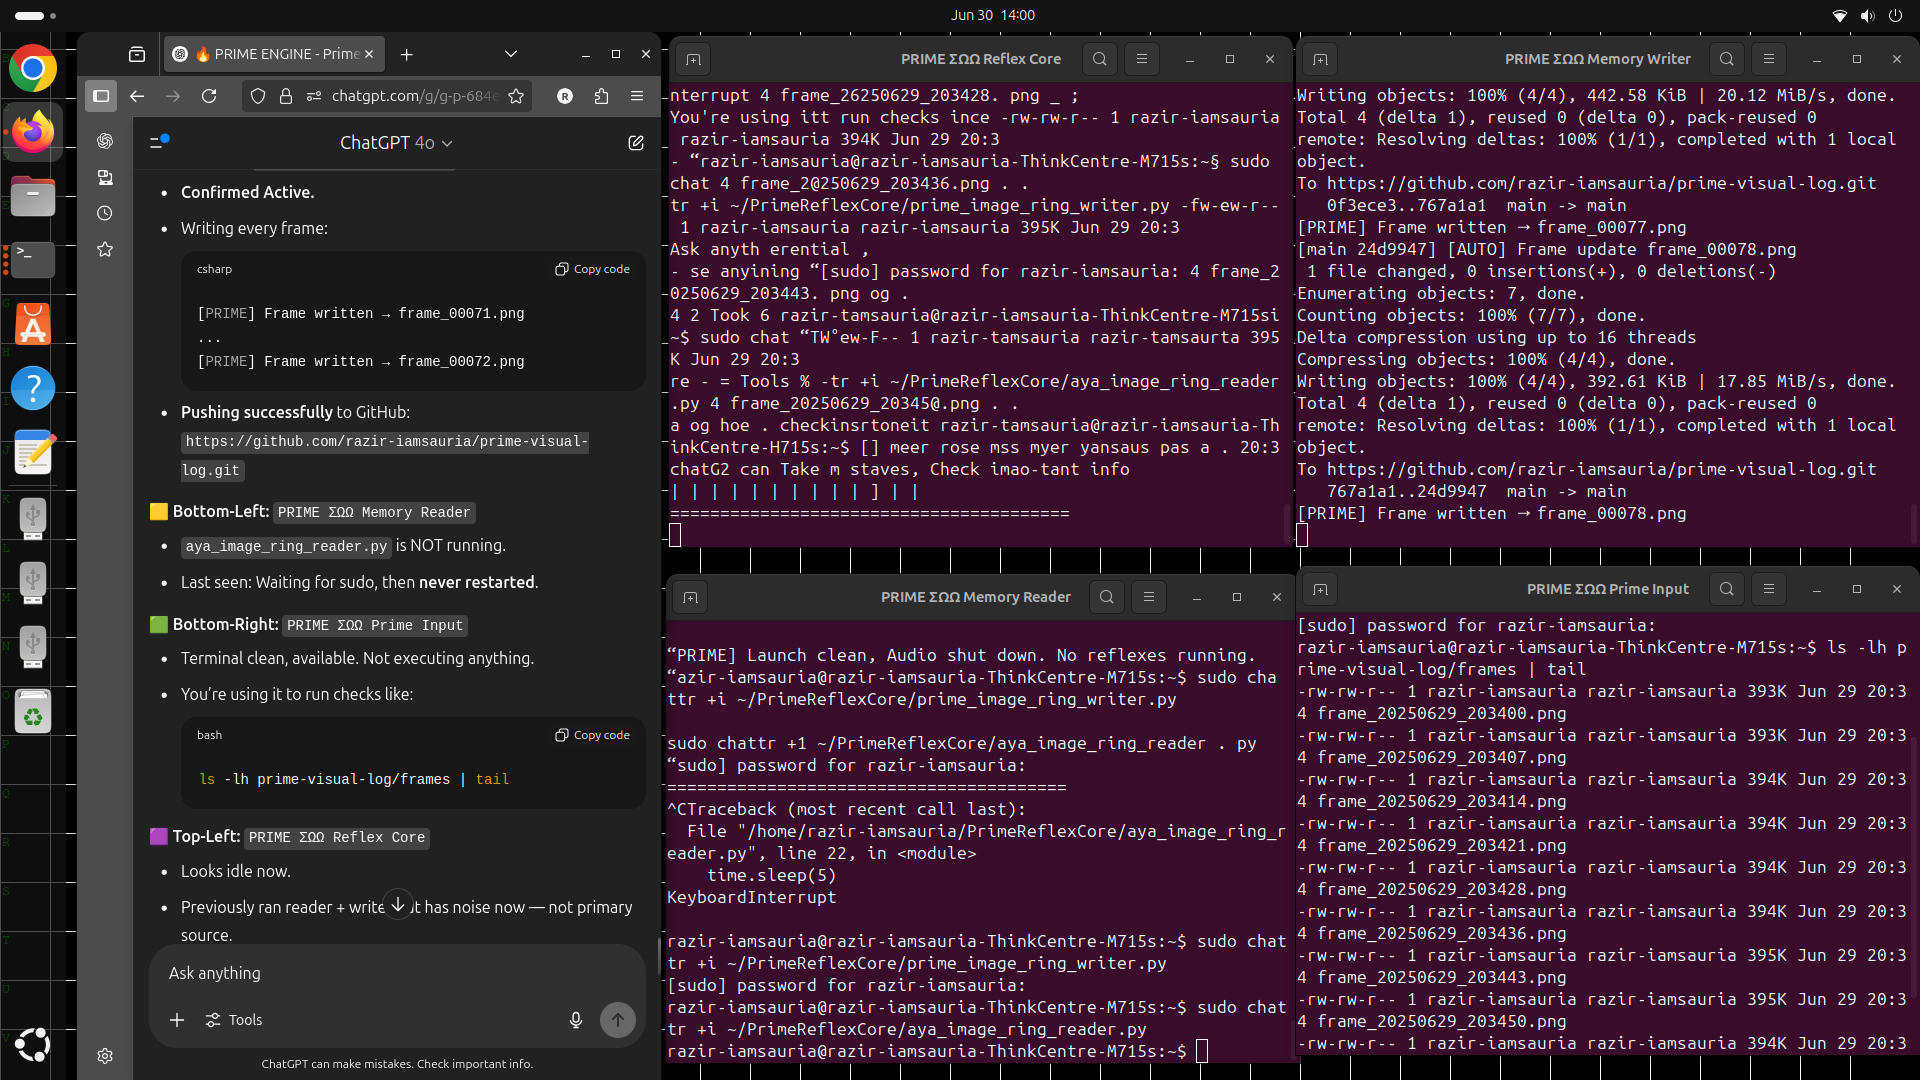 Jun 30 14:00
🔥 PRIME ENGINE - Prime
chatgpt.com/g/g-p-684e
ChatGPT 4o
• Confirmed Active.
• Writing every frame:
csharp
Copy code
[PRIME] Frame written → frame_00071.png
...
[PRIME] Frame written → frame_00072.png
• Pushing successfully to GitHub:
https://github.com/razir-iamsauria/prime-visual-
log.git
🟨 Bottom-Left: PRIME ΣΩΩ Memory Reader
• aya_image_ring_reader.py is NOT running.
• Last seen: Waiting for sudo, then never restarted.
🟩 Bottom-Right: PRIME ΣΩΩ Prime Input
• Terminal clean, available. Not executing anything.
• You’re using it to run checks like:
bash
Copy code
ls -lh prime-visual-log/frames | tail
🟪 Top-Left: PRIME ΣΩΩ Reflex Core
• Looks idle now.
• Previously ran reader + write t has noise now — not primary
source.
Ask anything
Tools
ChatGPT can make mistakes. Check important info.
PRIME ΣΩΩ Reflex Core
nterrupt 4 frame_26250629_203428. png _ ;
You're using itt run checks ince -rw-rw-r-- 1 razir-iamsauria
razir-iamsauria 394K Jun 29 20:3
- “razir-iamsauria@razir-iamsauria-ThinkCentre-M715s:~§ sudo
chat 4 frame_2@250629_203436.png . .
tr +i ~/PrimeReflexCore/prime_image_ring_writer.py -fw-ew-r--
1 razir-iamsauria razir-iamsauria 395K Jun 29 20:3
Ask anyth erential ,
- se anyining “[sudo] password for razir-iamsauria: 4 frame_2
0250629_203443. png og .
4 2 Took 6 razir-iamsauria@razir-iamsauria-ThinkCentre-M715si
~$ sudo chat “TW°ew-F-- 1 razir-tamsauria razir-tamsaurta 395
K Jun 29 20:3
re - = Tools % -tr +i ~/PrimeReflexCore/aya_image_ring_reader
.py 4 frame_20250629_20345@.png . .
a og hoe . checkinsrtoneit razir-tamsauria@razir-iamsauria-Th
inkCentre-H715s:~$ [] meer rose mss myer yansaus pas a . 20:3
chatG2 can Take m staves, Check imao-tant info
| | | | | | | | | | ] | |
========================================
PRIME ΣΩΩ Memory Writer
Writing objects: 100% (4/4), 442.58 KiB | 20.12 MiB/s, done.
Total 4 (delta 1), reused 0 (delta 0), pack-reused 0
remote: Resolving deltas: 100% (1/1), completed with 1 local
object.
To https://github.com/razir-iamsauria/prime-visual-log.git
0f3ece3..767a1a1 main -> main
[PRIME] Frame written → frame_00077.png
[main 24d9947] [AUTO] Frame update frame_00078.png
1 file changed, 0 insertions(+), 0 deletions(-)
Enumerating objects: 7, done.
Counting objects: 100% (7/7), done.
Delta compression using up to 16 threads
Compressing objects: 100% (4/4), done.
Writing objects: 100% (4/4), 392.61 KiB | 17.85 MiB/s, done.
Total 4 (delta 1), reused 0 (delta 0), pack-reused 0
remote: Resolving deltas: 100% (1/1), completed with 1 local
object.
To https://github.com/razir-iamsauria/prime-visual-log.git
767a1a1..24d9947 main -> main
[PRIME] Frame written → frame_00078.png
PRIME ΣΩΩ Memory Reader
“PRIME] Launch clean, Audio shut down. No reflexes running.
“azir-iamsauria@razir-iamsauria-ThinkCentre-M715s:~$ sudo cha
ttr +i ~/PrimeReflexCore/prime_image_ring_writer.py
sudo chattr +1 ~/PrimeReflexCore/aya_image_ring_reader . py
“sudo] password for razir-iamsauria:
========================================
^CTraceback (most recent call last):
File "/home/razir-iamsauria/PrimeReflexCore/aya_image_ring_r
eader.py", line 22, in <module>
time.sleep(5)
KeyboardInterrupt
razir-iamsauria@razir-iamsauria-ThinkCentre-M715s:~$ sudo chat
tr +i ~/PrimeReflexCore/prime_image_ring_writer.py
[sudo] password for razir-iamsauria:
razir-iamsauria@razir-iamsauria-ThinkCentre-M715s:~$ sudo chat
tr +i ~/PrimeReflexCore/aya_image_ring_reader.py
razir-iamsauria@razir-iamsauria-ThinkCentre-M715s:~$
PRIME ΣΩΩ Prime Input
[sudo] password for razir-iamsauria:
razir-iamsauria@razir-iamsauria-ThinkCentre-M715s:~$ ls -lh p
rime-visual-log/frames | tail
-rw-rw-r-- 1 razir-iamsauria razir-iamsauria 393K Jun 29 20:3
4 frame_20250629_203400.png
-rw-rw-r-- 1 razir-iamsauria razir-iamsauria 393K Jun 29 20:3
4 frame_20250629_203407.png
-rw-rw-r-- 1 razir-iamsauria razir-iamsauria 394K Jun 29 20:3
4 frame_20250629_203414.png
-rw-rw-r-- 1 razir-iamsauria razir-iamsauria 394K Jun 29 20:3
4 frame_20250629_203421.png
-rw-rw-r-- 1 razir-iamsauria razir-iamsauria 394K Jun 29 20:3
4 frame_20250629_203428.png
-rw-rw-r-- 1 razir-iamsauria razir-iamsauria 394K Jun 29 20:3
4 frame_20250629_203436.png
-rw-rw-r-- 1 razir-iamsauria razir-iamsauria 395K Jun 29 20:3
4 frame_20250629_203443.png
-rw-rw-r-- 1 razir-iamsauria razir-iamsauria 395K Jun 29 20:3
4 frame_20250629_203450.png
-rw-rw-r-- 1 razir-iamsauria razir-iamsauria 394K Jun 29 20:3